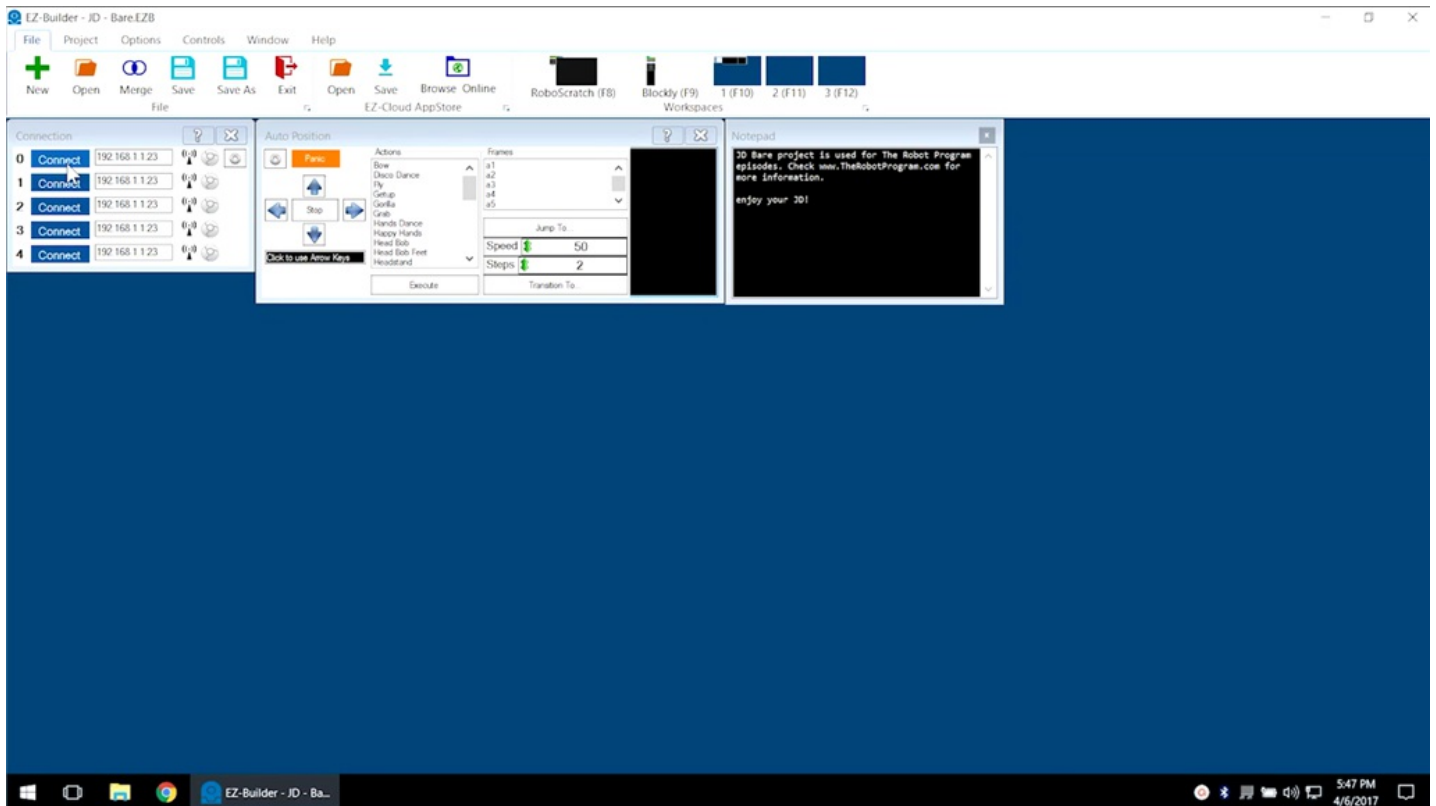 EZ-Builder - JD - Bare.EZB
File Project Options Controls Window Help
New Open Merge Save Save As Exit Open Save Browse Online RoboScratch (F8) Blockly (F9) 1 (F10) 2 (F11) 3 (F12)
File EZ-Cloud AppStore Workspaces
Connection
0 Connect 192.168.1.1:23
1 Connect 192.168.1.1:23
2 Connect 192.168.1.1:23
3 Connect 192.168.1.1:23
4 Connect 192.168.1.1:23
Auto Position
Panic
Stop
Click to use Arrow Keys
Actions
Bow
Disco Dance
Fly
Getup
Gorilla
Grab
Hands Dance
Happy Hands
Head Bob
Head Bob Feet
Headstand
Execute
Frames
a1
a2
a3
a4
a5
Jump To...
Speed 50
Steps 2
Transition To...
Notepad
JD Bare project is used for The Robot Program
episodes. Check www.TheRobotProgram.com for
more information.
enjoy your JD!
EZ-Builder - JD - Ba...
5:47 PM
4/6/2017